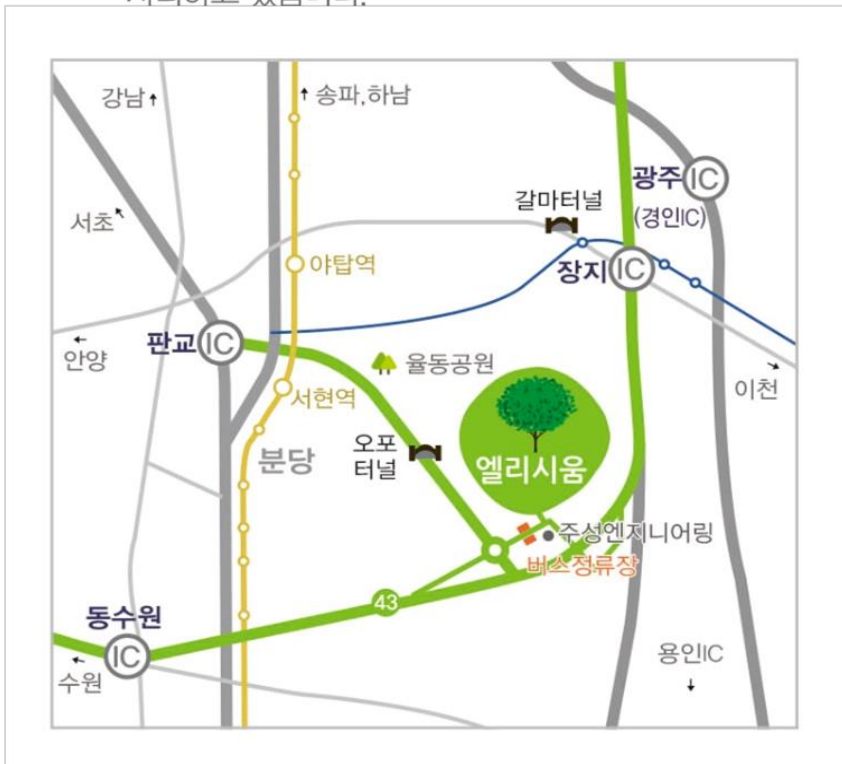 강남
송파,하남
광주 IC
(경인IC)
갈마터널
서초
장지 IC
야탑역
판교 IC
안양
율동공원
이천
서현역
오포
터널
분당
엘리시움
주성엔지니어링
버스정류장
43
동수원
IC
수원
용인IC